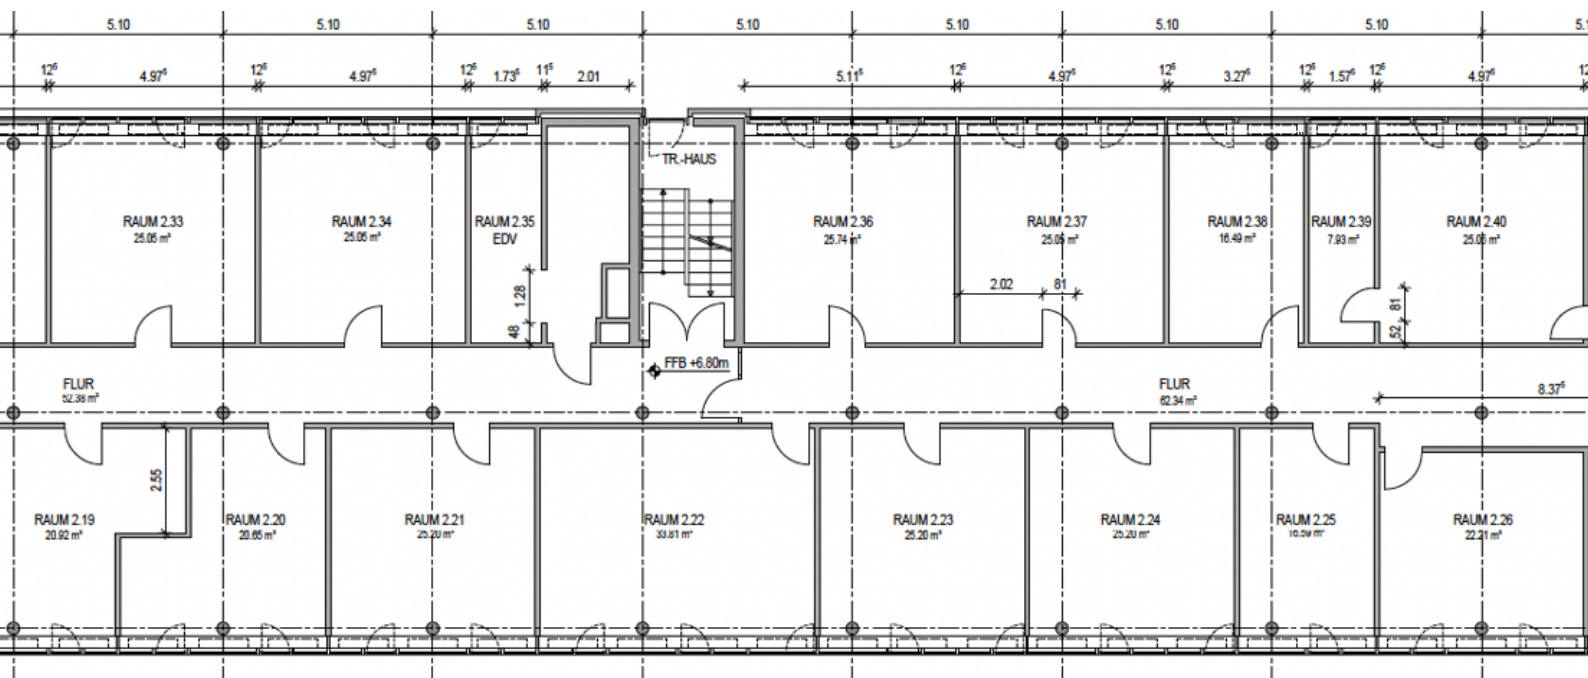 5.10 5.10 5.10 5.10 5.10 5.10 5.10
12⁵ 4.97⁵ 12⁵ 4.97⁵ 12⁵ 1.73⁵ 11⁵ 2.01 5.11⁵ 12⁵ 4.97⁵ 12⁵ 3.27⁵ 12⁵ 1.57⁵ 12⁵ 4.97⁵
TR.-HAUS
RAUM 2.33
25.05 m²
RAUM 2.34
25.05 m²
RAUM 2.35
EDV
RAUM 2.36
25.74 m²
RAUM 2.37
25.05 m²
RAUM 2.38
16.49 m²
RAUM 2.39
7.93 m²
RAUM 2.40
25.05 m²
1.28
48
2.02
81
81
52
FFB +6.80m
FLUR
52.38 m²
FLUR
62.34 m²
8.37⁵
2.55
RAUM 2.19
20.92 m²
RAUM 2.20
20.65 m²
RAUM 2.21
25.20 m²
RAUM 2.22
33.81 m²
RAUM 2.23
25.20 m²
RAUM 2.24
25.20 m²
RAUM 2.25
16.59 m²
RAUM 2.26
22.21 m²